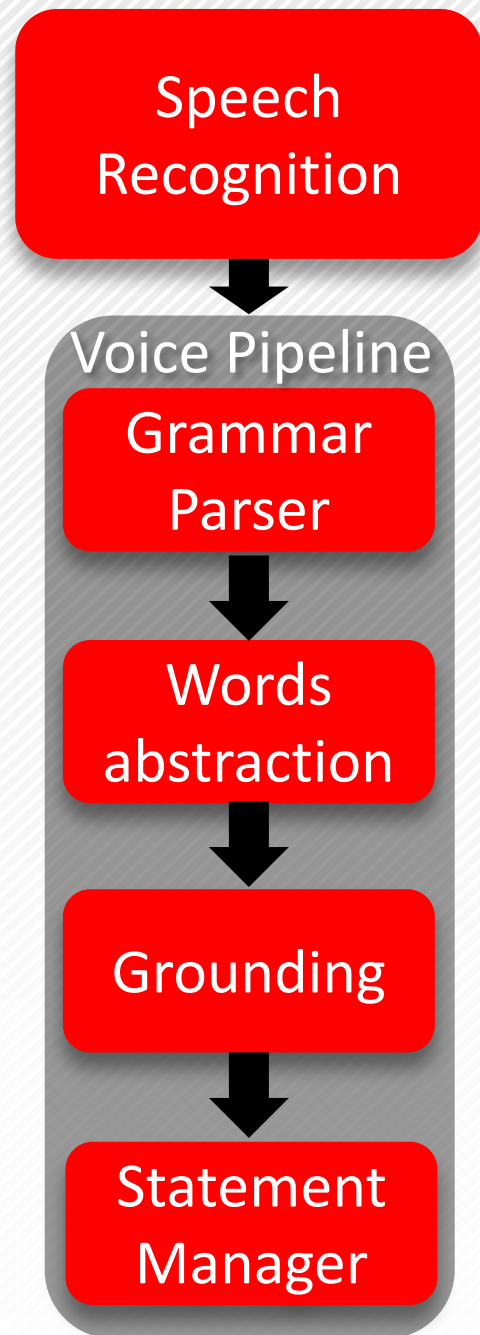 Speech
Recognition
Voice Pipeline
Grammar
Parser
Words
abstraction
Grounding
Statement
Manager